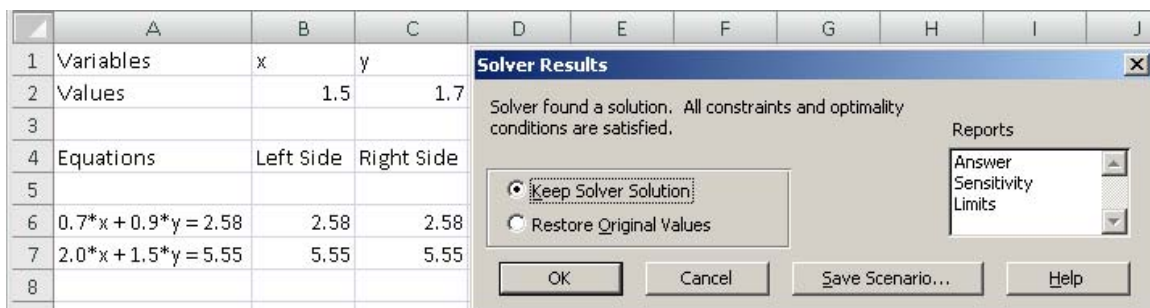 A B C D E F G H I J
1 Variables x y
2 Values 1.5 1.7
3
4 Equations Left Side Right Side
5
6 0.7*x + 0.9*y = 2.58 2.58 2.58
7 2.0*x + 1.5*y = 5.55 5.55 5.55
8
Solver Results
Solver found a solution. All constraints and optimality
conditions are satisfied.
Reports
Answer
Sensitivity
Limits
Keep Solver Solution
Restore Original Values
OK Cancel Save Scenario... Help